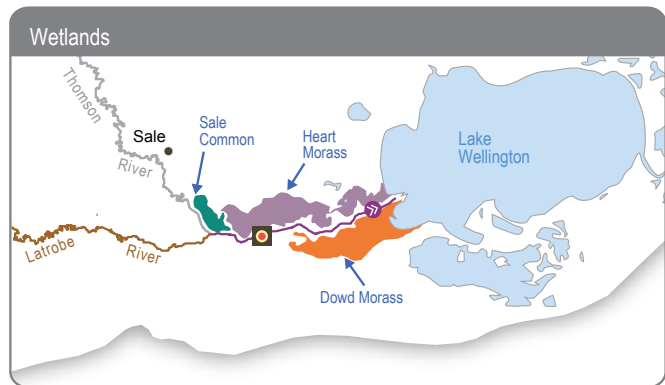 Wetlands
Thomson
River
Sale
Sale
Common
Heart
Morass
Lake
Wellington
Latrobe
River
Dowd Morass